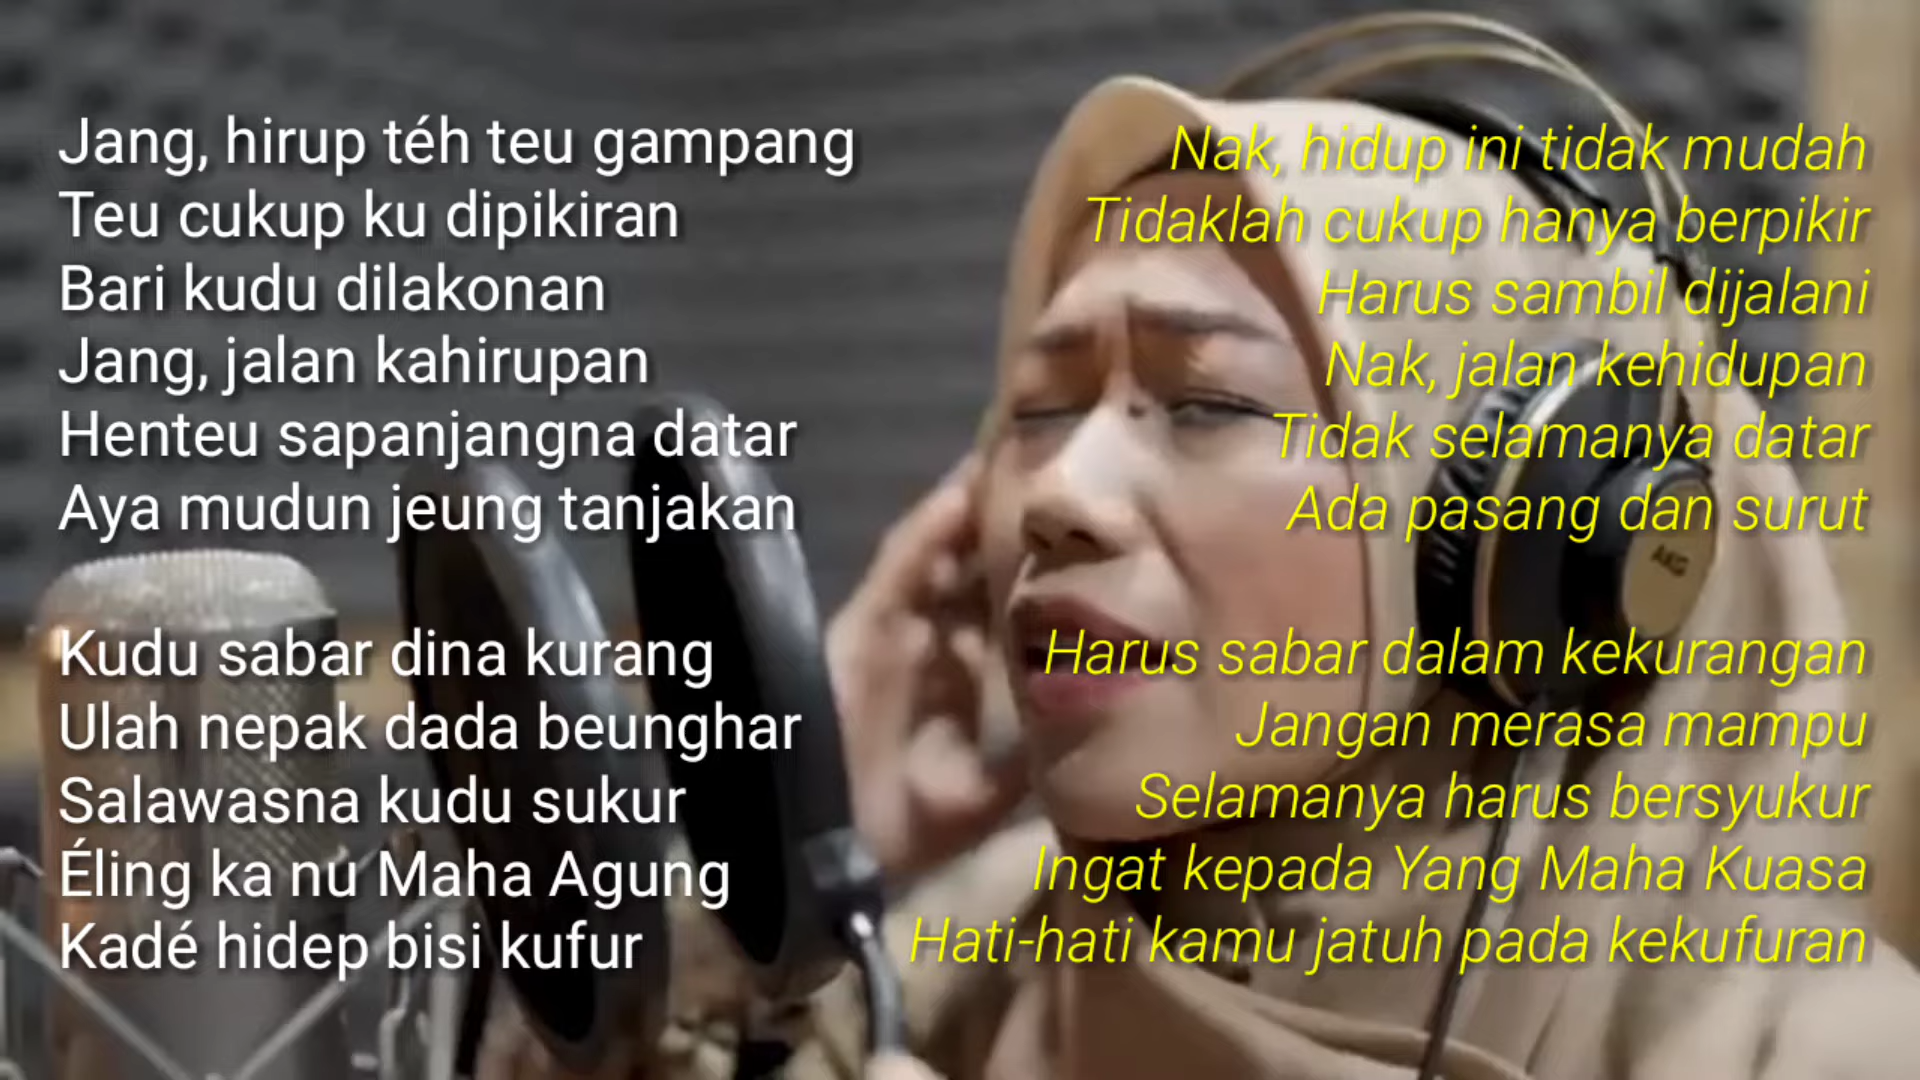 Jang, hirup téh teu gampang
Teu cukup ku dipikiran
Bari kudu dilakonan
Jang, jalan kahirupan
Henteu sapanjangna datar
Aya mudun jeung tanjakan
Kudu sabar dina kurang
Ulah nepak dada beunghar
Salawasna kudu sukur
Éling ka nu Maha Agung
Kadé hidep bisi kufur
Nak, hidup ini tidak mudah
Tidaklah cukup hanya berpikir
Harus sambil dijalani
Nak, jalan kehidupan
Tidak selamanya datar
Ada pasang dan surut
Harus sabar dalam kekurangan
Jangan merasa mampu
Selamanya harus bersyukur
Ingat kepada Yang Maha Kuasa
Hati-hati kamu jatuh pada kekufuran
AKG